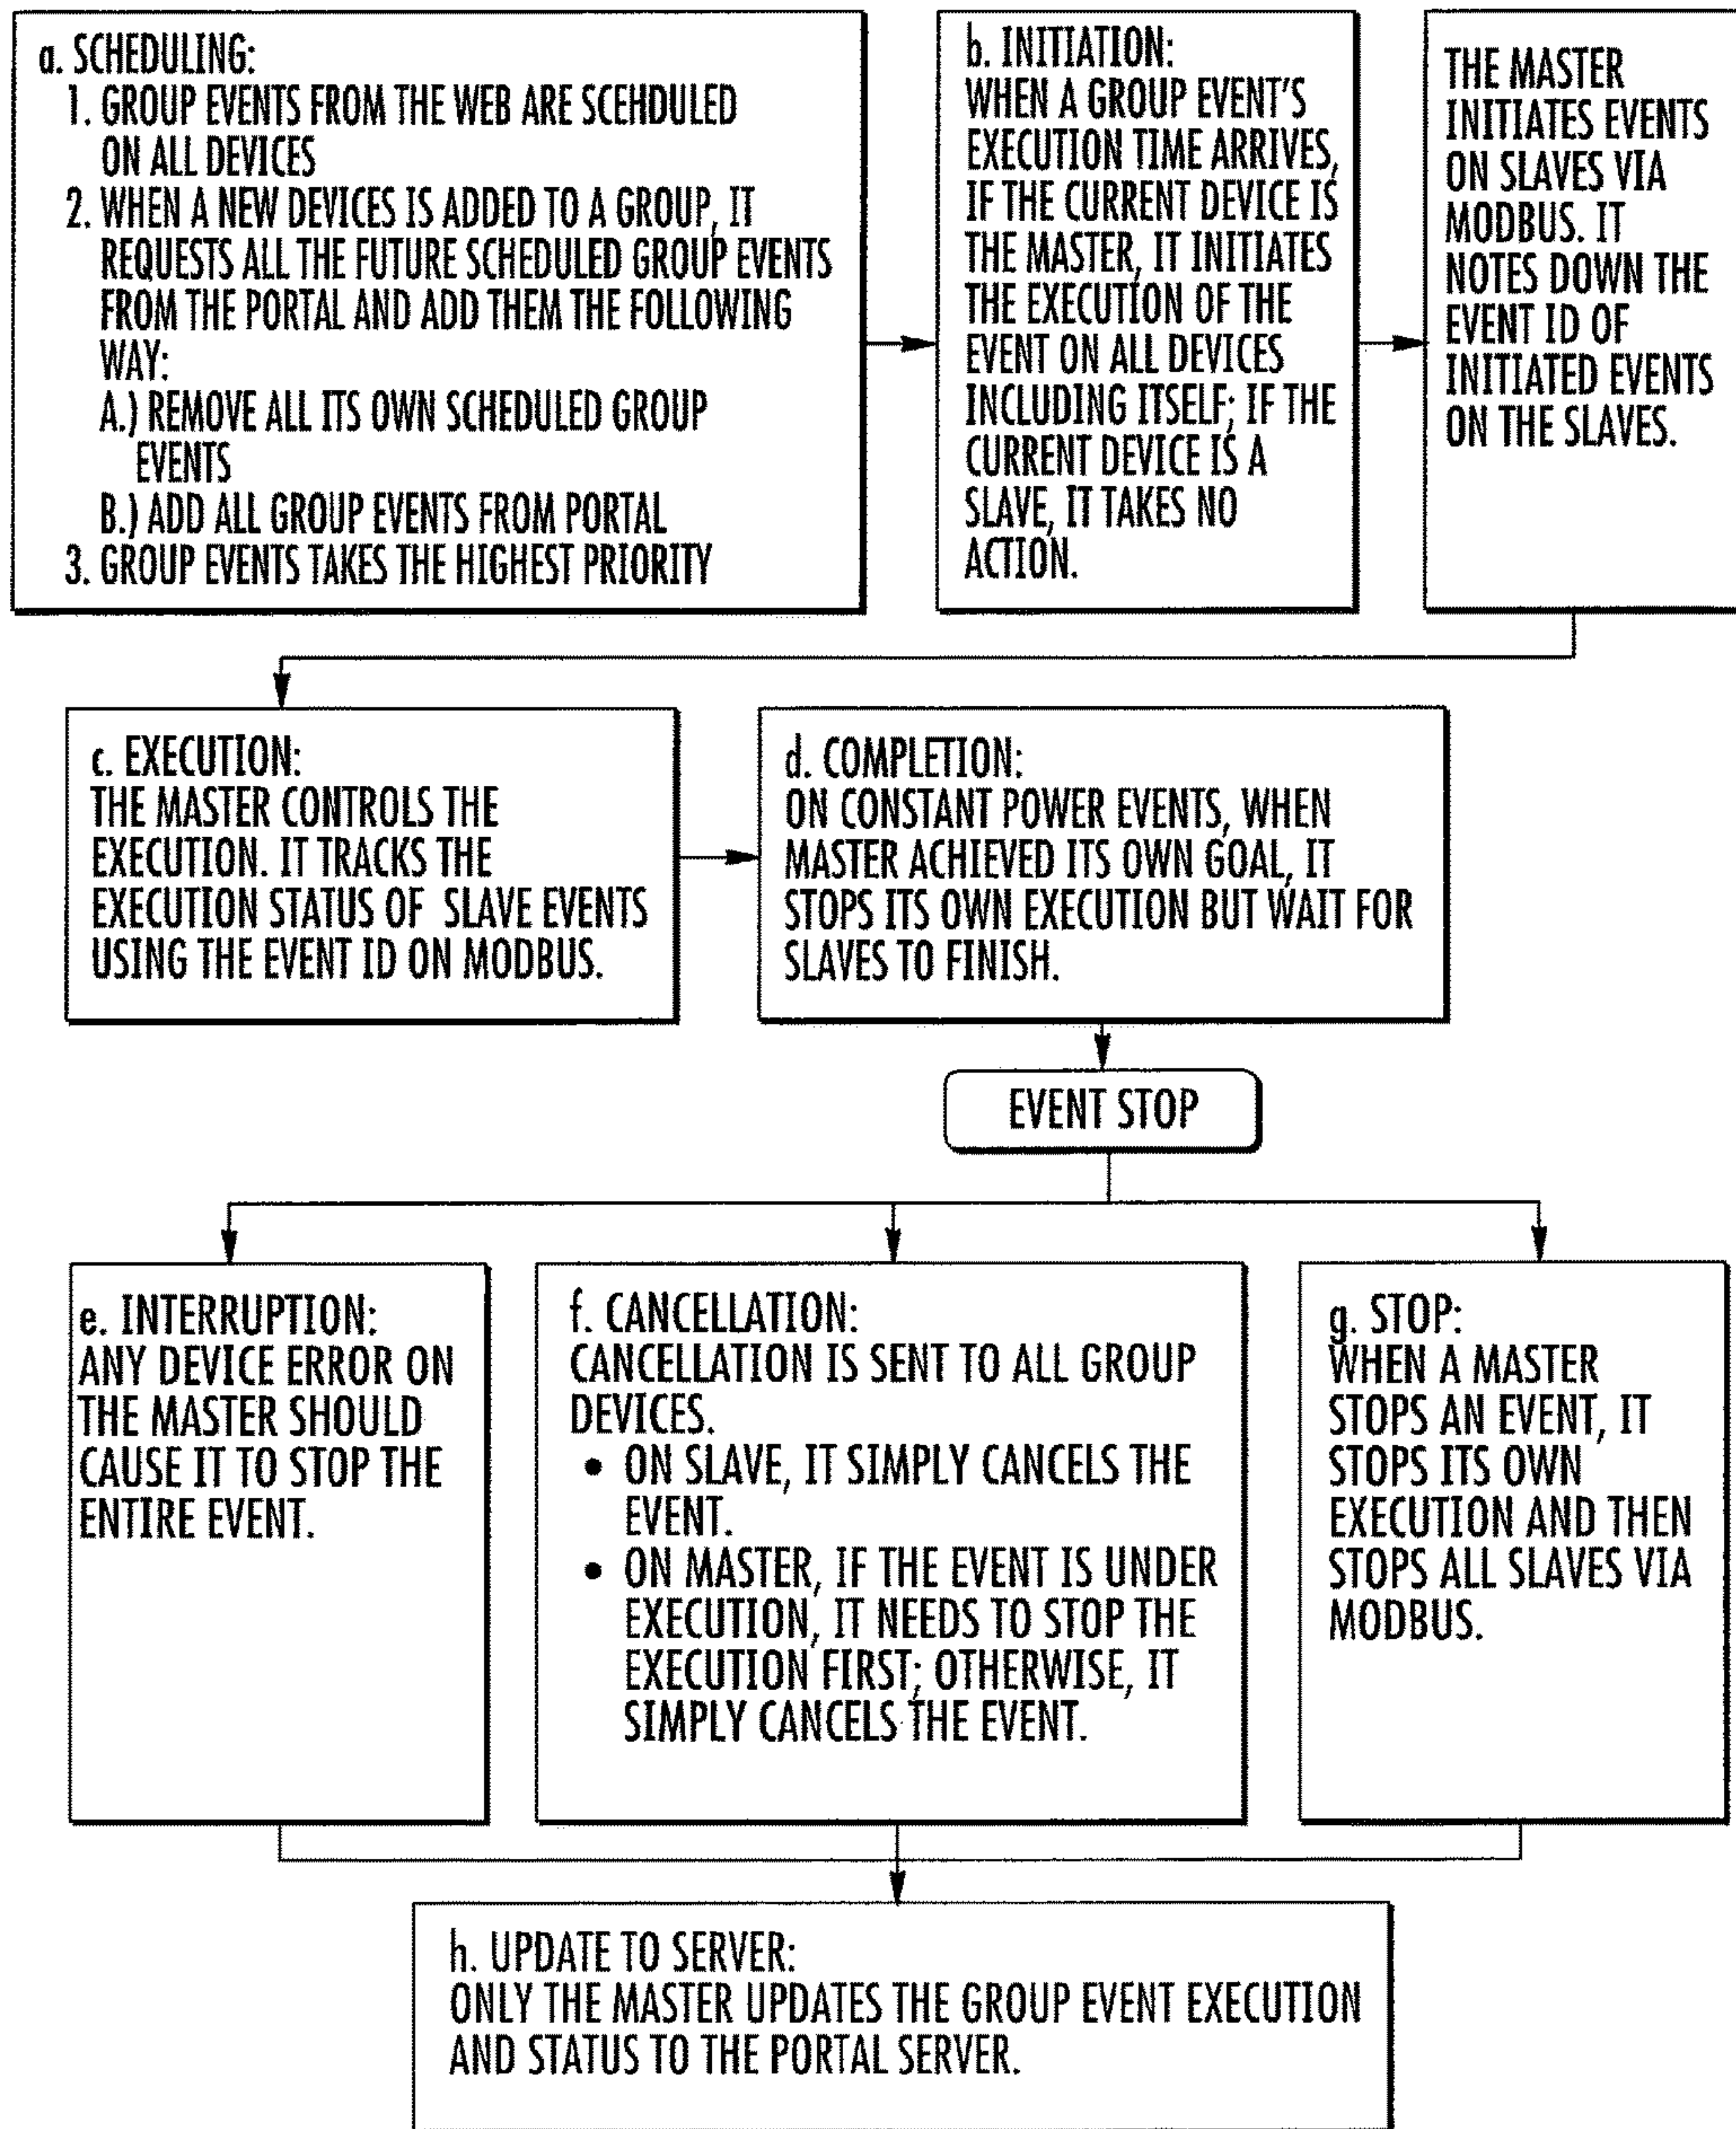 a. SCHEDULING:
1. GROUP EVENTS FROM THE WEB ARE SCEHDULED
ON ALL DEVICES
2. WHEN A NEW DEVICES IS ADDED TO A GROUP, IT
REQUESTS ALL THE FUTURE SCHEDULED GROUP EVENTS
FROM THE PORTAL AND ADD THEM THE FOLLOWING
WAY:
A.) REMOVE ALL ITS OWN SCHEDULED GROUP
EVENTS
B.) ADD ALL GROUP EVENTS FROM PORTAL
3. GROUP EVENTS TAKES THE HIGHEST PRIORITY
b. INITIATION:
WHEN A GROUP EVENT'S
EXECUTION TIME ARRIVES,
IF THE CURRENT DEVICE IS
THE MASTER, IT INITIATES
THE EXECUTION OF THE
EVENT ON ALL DEVICES
INCLUDING ITSELF; IF THE
CURRENT DEVICE IS A
SLAVE, IT TAKES NO
ACTION.
THE MASTER
INITIATES EVENTS
ON SLAVES VIA
MODBUS. IT
NOTES DOWN THE
EVENT ID OF
INITIATED EVENTS
ON THE SLAVES.
c. EXECUTION:
THE MASTER CONTROLS THE
EXECUTION. IT TRACKS THE
EXECUTION STATUS OF SLAVE EVENTS
USING THE EVENT ID ON MODBUS.
d. COMPLETION:
ON CONSTANT POWER EVENTS, WHEN
MASTER ACHIEVED ITS OWN GOAL, IT
STOPS ITS OWN EXECUTION BUT WAIT FOR
SLAVES TO FINISH.
EVENT STOP
e. INTERRUPTION:
ANY DEVICE ERROR ON
THE MASTER SHOULD
CAUSE IT TO STOP THE
ENTIRE EVENT.
f. CANCELLATION:
CANCELLATION IS SENT TO ALL GROUP
DEVICES.
• ON SLAVE, IT SIMPLY CANCELS THE
EVENT.
• ON MASTER, IF THE EVENT IS UNDER
EXECUTION, IT NEEDS TO STOP THE
EXECUTION FIRST; OTHERWISE, IT
SIMPLY CANCELS THE EVENT.
g. STOP:
WHEN A MASTER
STOPS AN EVENT, IT
STOPS ITS OWN
EXECUTION AND THEN
STOPS ALL SLAVES VIA
MODBUS.
h. UPDATE TO SERVER:
ONLY THE MASTER UPDATES THE GROUP EVENT EXECUTION
AND STATUS TO THE PORTAL SERVER.